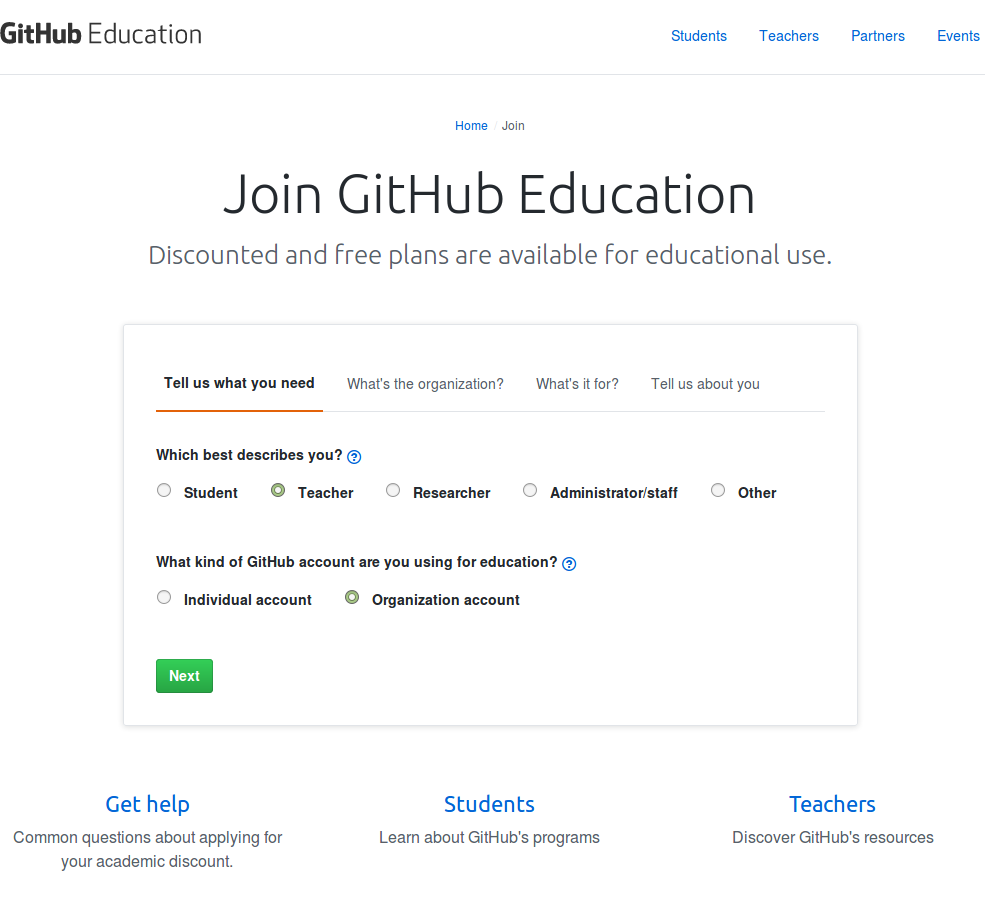 GitHub Education
Students Teachers Partners Events
Home / Join
Join GitHub Education
Discounted and free plans are available for educational use.
Tell us what you need What's the organization? What's it for? Tell us about you
Which best describes you? ?
Student Teacher Researcher Administrator/staff Other
What kind of GitHub account are you using for education? ?
Individual account Organization account
Next
Get help
Common questions about applying for
your academic discount.
Students
Learn about GitHub's programs
Teachers
Discover GitHub's resources